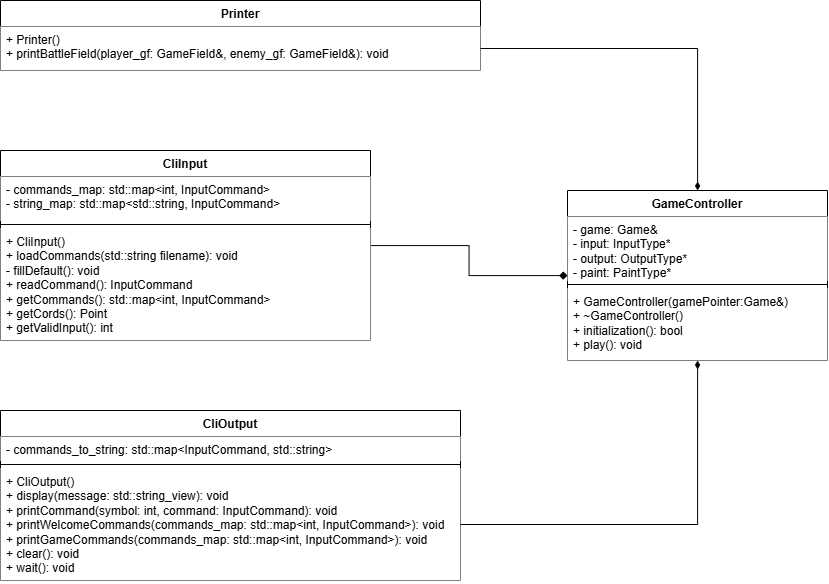 Printer
+ Printer()
+ printBattleField(player_gf: GameField&, enemy_gf: GameField&): void
CliInput
- commands_map: std::map<int, InputCommand>
- string_map: std::map<std::string, InputCommand>
+ CliInput()
+ loadCommands(std::string filename): void
- fillDefault(): void
+ readCommand(): InputCommand
+ getCommands(): std::map<int, InputCommand>
+ getCords(): Point
+ getValidInput(): int
GameController
- game: Game&
- input: InputType*
- output: OutputType*
- paint: PaintType*
+ GameController(gamePointer:Game&)
+ ~GameController()
+ initialization(): bool
+ play(): void
CliOutput
- commands_to_string: std::map<InputCommand, std::string>
+ CliOutput()
+ display(message: std::string_view): void
+ printCommand(symbol: int, command: InputCommand): void
+ printWelcomeCommands(commands_map: std::map<int, InputCommand>): void
+ printGameCommands(commands_map: std::map<int, InputCommand>): void
+ clear(): void
+ wait(): void